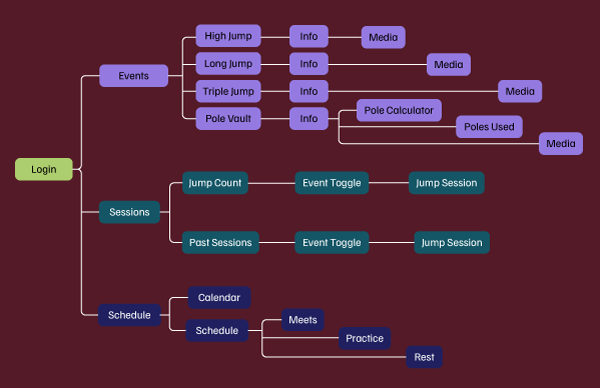 High Jump
Info
Media
Long Jump
Info
Media
Events
Triple Jump
Info
Media
Pole Vault
Info
Pole Calculator
Poles Used
Media
Login
Jump Count
Event Toggle
Jump Session
Sessions
Past Sessions
Event Toggle
Jump Session
Calendar
Schedule
Schedule
Meets
Practice
Rest